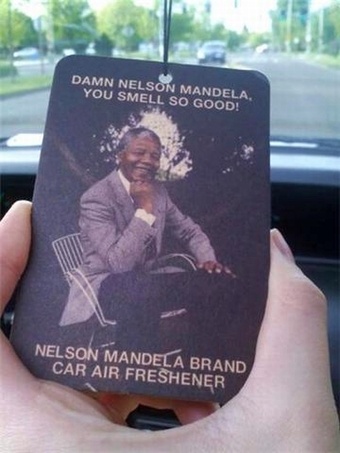 DAMN NELSON MANDELA,
YOU SMELL SO GOOD!
NELSON MANDELA BRAND
CAR AIR FRESHENER